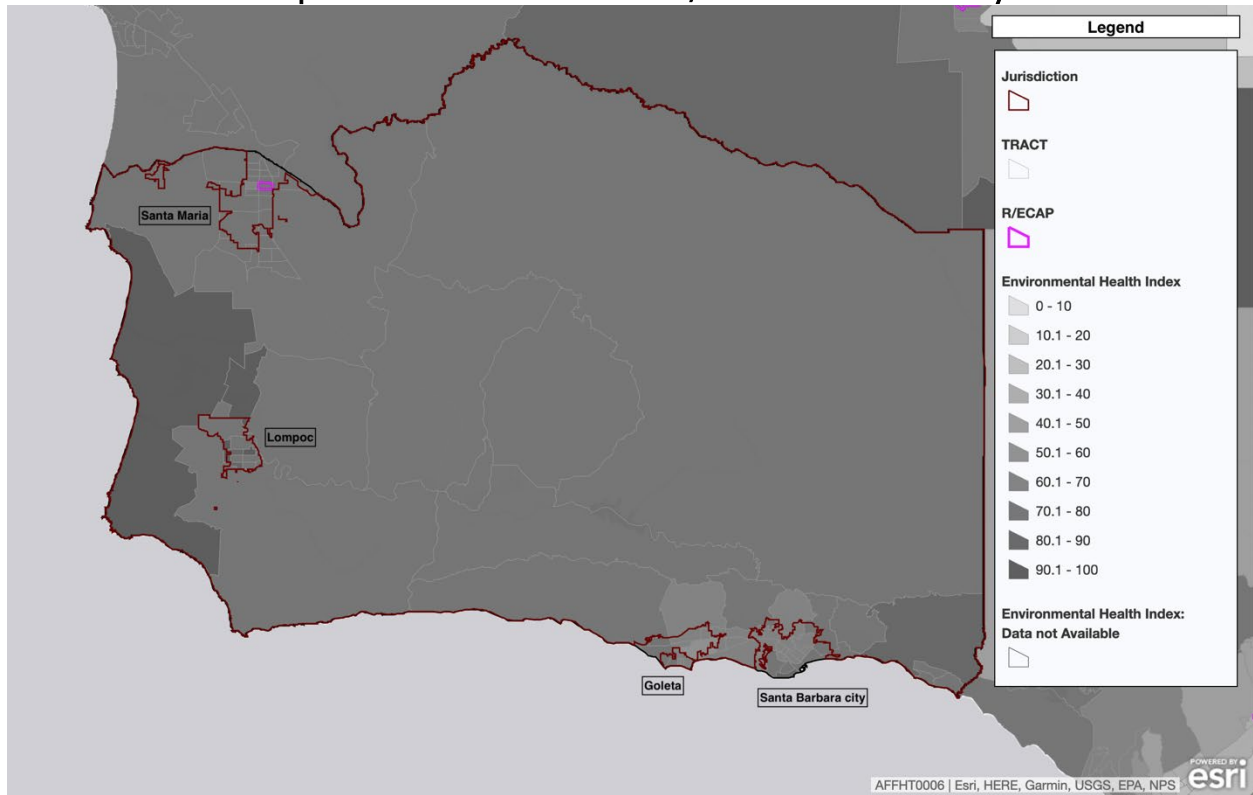 Legend
Jurisdiction
TRACT
R/ECAP
Environmental Health Index
0 - 10
10.1 - 20
20.1 - 30
30.1 - 40
40.1 - 50
50.1 - 60
60.1 - 70
70.1 - 80
80.1 - 90
90.1 - 100
Environmental Health Index:
Data not Available
Santa Maria
Lompoc
Goleta
Santa Barbara city
AFFHT0006 | Esri, HERE, Garmin, USGS, EPA, NPS
POWERED BY
esri